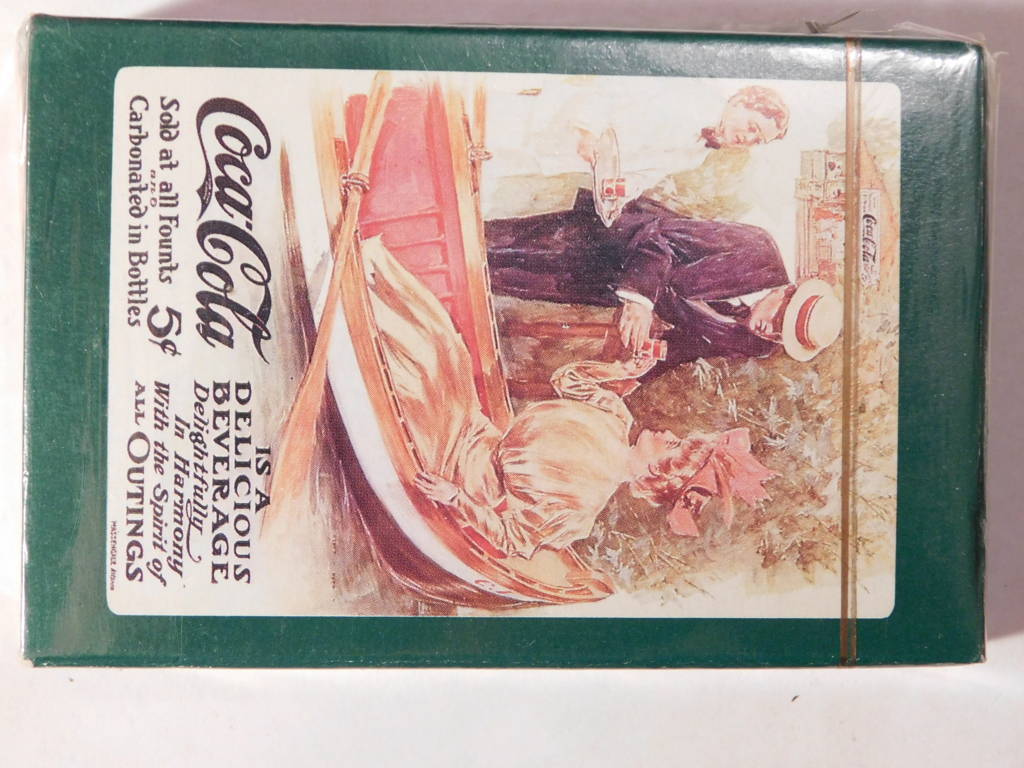 Coca-Cola
Coca-Cola
Sold at all Founts
and
Carbonated in Bottles
5¢
IS A
DELICIOUS
BEVERAGE
Delightfully
In Harmony
With the Spirit of
ALL OUTINGS
MASSENGALE